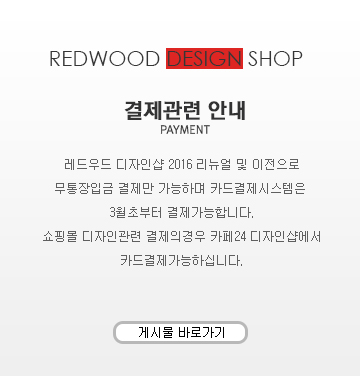 REDWOOD DESIGN SHOP
결제관련 안내
PAYMENT
레드우드 디자인샵 2016 리뉴얼 및 이전으로
무통장입금 결제만 가능하며 카드결제시스템은
3월초부터 결제가능합니다.
쇼핑몰 디자인관련 결제의경우 카페24 디자인샵에서
카드결제가능하십니다.
게시물 바로가기